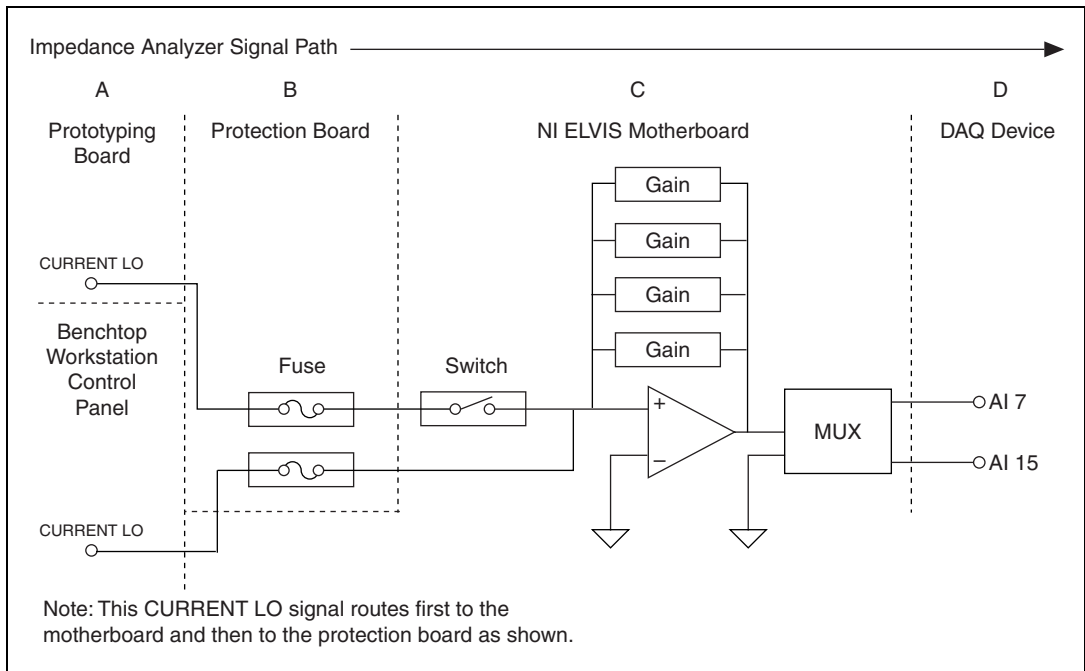 Impedance Analyzer Signal Path
A
B
C
D
Prototyping
Board
Protection Board
NI ELVIS Motherboard
DAQ Device
Gain
Gain
Gain
Gain
CURRENT LO
Benchtop
Workstation
Control
Panel
Fuse
Switch
+
−
MUX
AI 7
AI 15
CURRENT LO
Note: This CURRENT LO signal routes first to the
motherboard and then to the protection board as shown.